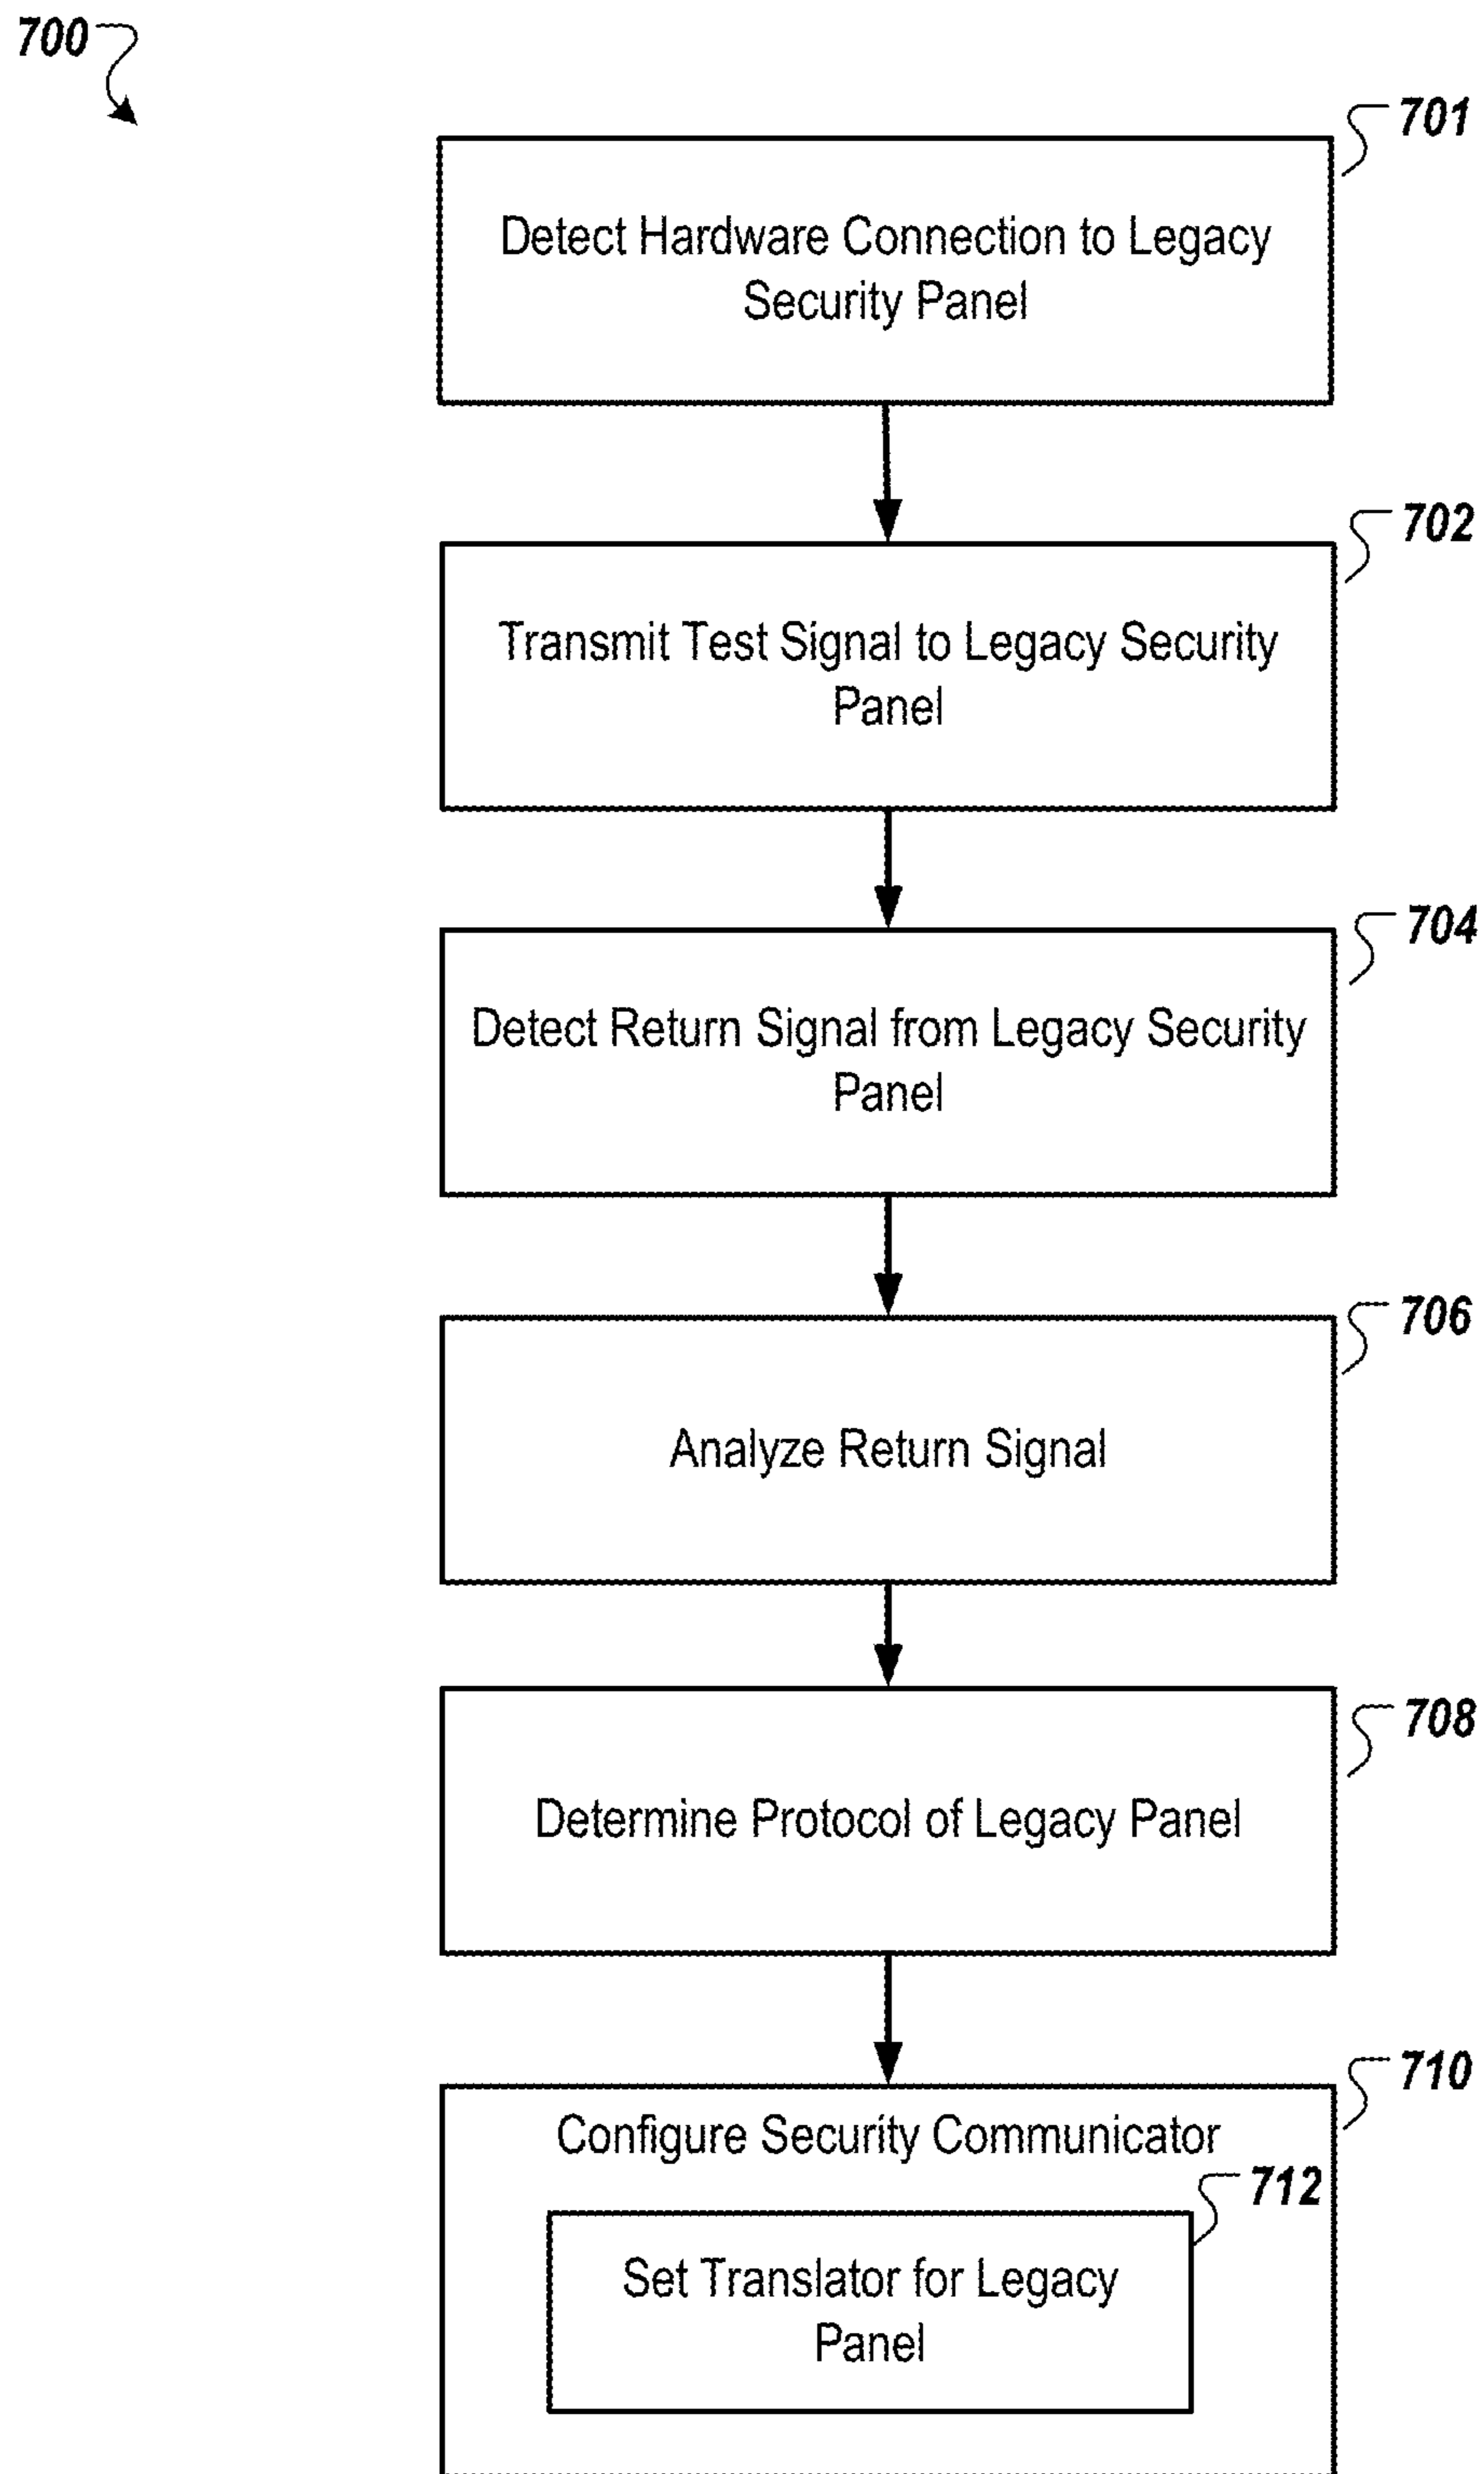 700
701
Detect Hardware Connection to Legacy
Security Panel
702
Transmit Test Signal to Legacy Security
Panel
704
Detect Return Signal from Legacy Security
Panel
706
Analyze Return Signal
708
Determine Protocol of Legacy Panel
710
Configure Security Communicator
712
Set Translator for Legacy
Panel